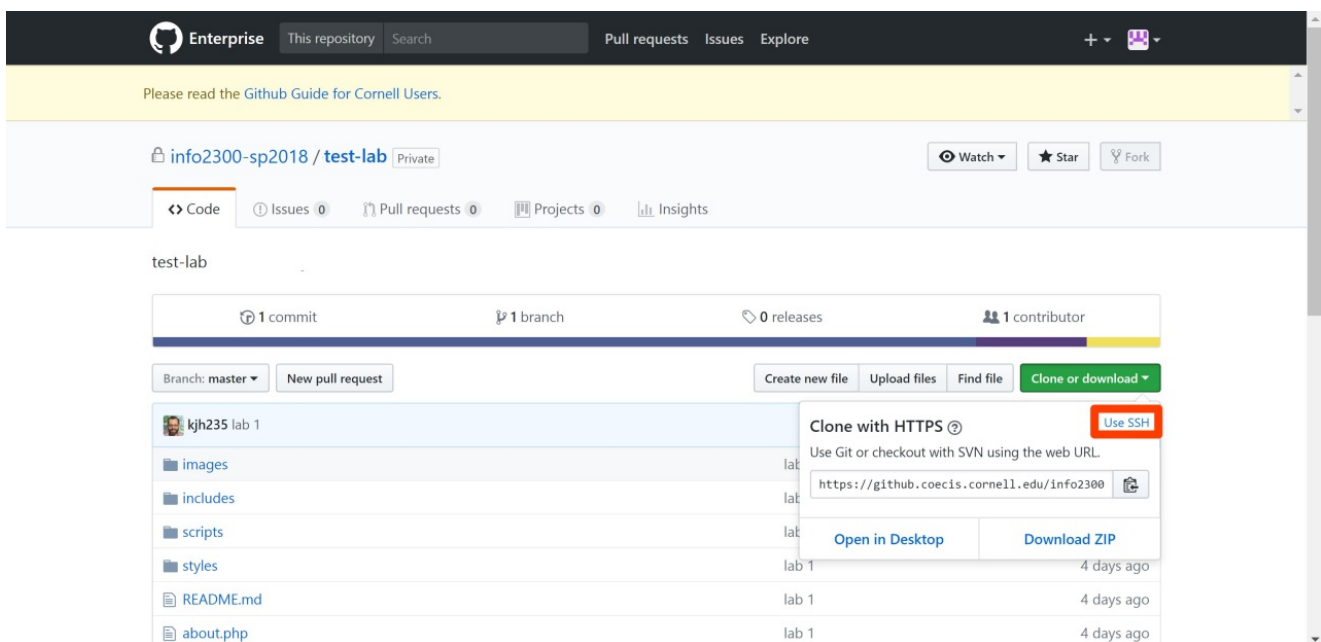 Enterprise This repository Search Pull requests Issues Explore
Please read the Github Guide for Cornell Users.
info2300-sp2018 / test-lab Private
Watch Star Fork
Code Issues 0 Pull requests 0 Projects 0 Insights
test-lab
1 commit 1 branch 0 releases 1 contributor
Branch: master New pull request Create new file Upload files Find file Clone or download
kjh235 lab 1
Clone with HTTPS Use SSH
Use Git or checkout with SVN using the web URL.
images lab
https://github.coecis.cornell.edu/info2300
includes lab
scripts lab
Open in Desktop Download ZIP
styles lab 1 4 days ago
README.md lab 1 4 days ago
about.php lab 1 4 days ago